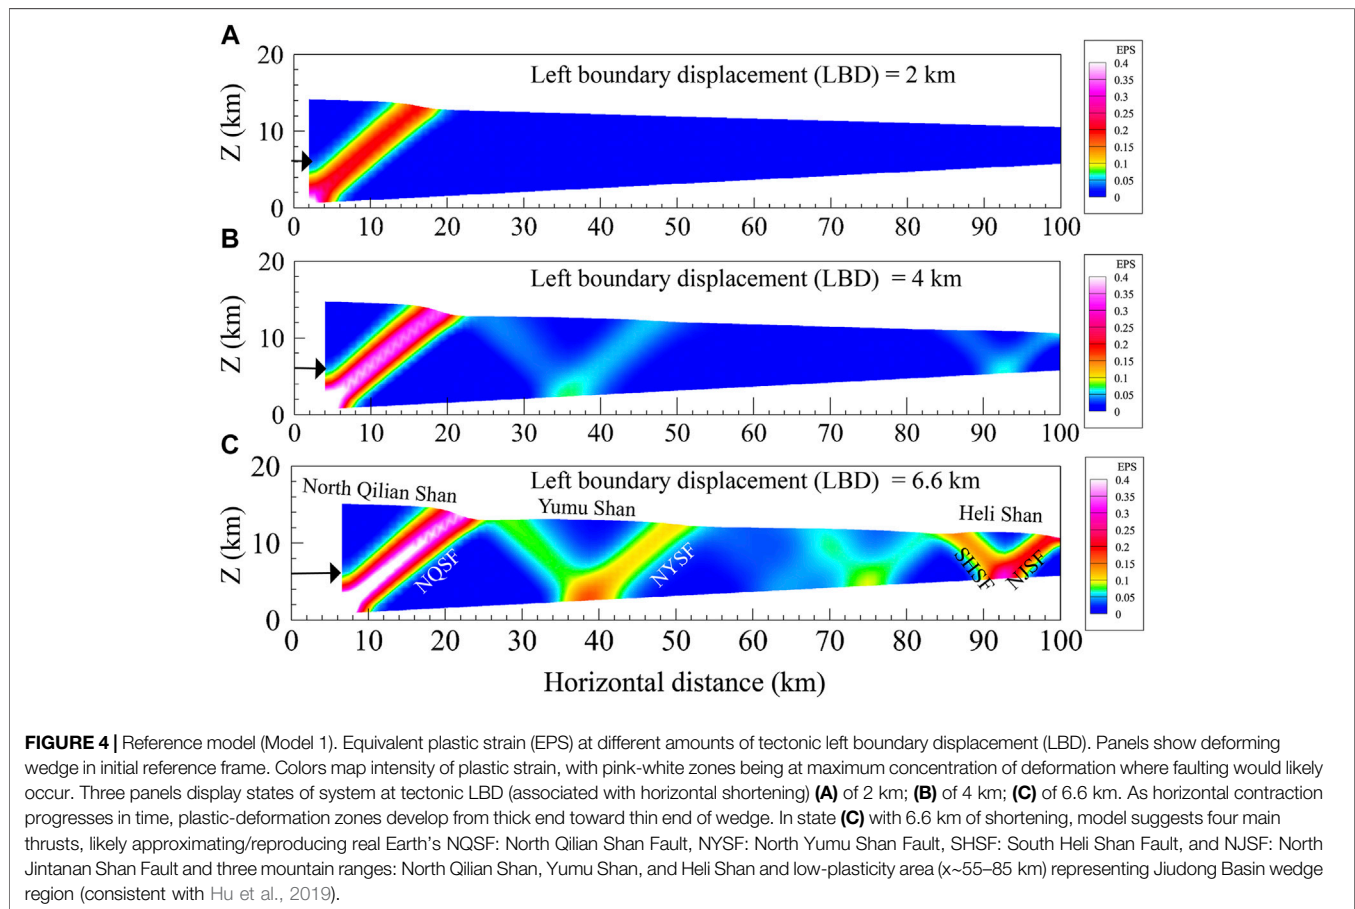 A
Left boundary displacement (LBD) = 2 km
Z (km)
20
10
0
0 10 20 30 40 50 60 70 80 90 100
EPS
0.4
0.35
0.3
0.25
0.2
0.15
0.1
0.05
0
B
Left boundary displacement (LBD) = 4 km
Z (km)
20
10
0
0 10 20 30 40 50 60 70 80 90 100
EPS
0.4
0.35
0.3
0.25
0.2
0.15
0.1
0.05
0
C
Left boundary displacement (LBD) = 6.6 km
North Qilian Shan
Yumu Shan
Heli Shan
NQSF
NYSF
SHSF
NJSF
Z (km)
20
10
0
0 10 20 30 40 50 60 70 80 90 100
EPS
0.4
0.35
0.3
0.25
0.2
0.15
0.1
0.05
0
Horizontal distance (km)
FIGURE 4 | Reference model (Model 1). Equivalent plastic strain (EPS) at different amounts of tectonic left boundary displacement (LBD). Panels show deforming
wedge in initial reference frame. Colors map intensity of plastic strain, with pink-white zones being at maximum concentration of deformation where faulting would likely
occur. Three panels display states of system at tectonic LBD (associated with horizontal shortening) (A) of 2 km; (B) of 4 km; (C) of 6.6 km. As horizontal contraction
progresses in time, plastic-deformation zones develop from thick end toward thin end of wedge. In state (C) with 6.6 km of shortening, model suggests four main
thrusts, likely approximating/reproducing real Earth's NQSF: North Qilian Shan Fault, NYSF: North Yumu Shan Fault, SHSF: South Heli Shan Fault, and NJSF: North
Jintanan Shan Fault and three mountain ranges: North Qilian Shan, Yumu Shan, and Heli Shan and low-plasticity area (x~55–85 km) representing Jiudong Basin wedge
region (consistent with Hu et al., 2019).